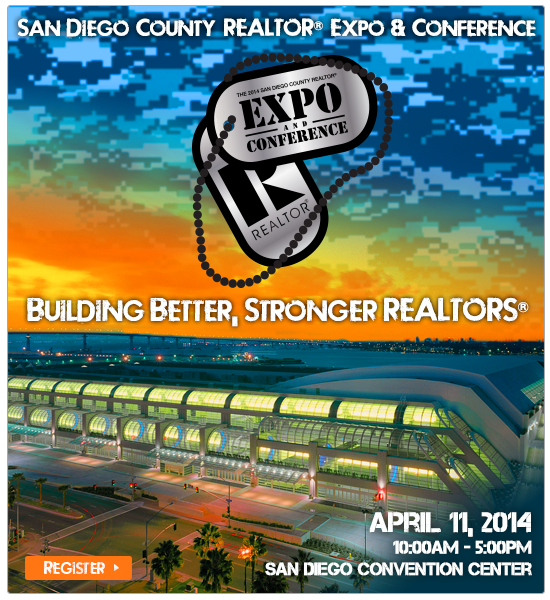 San Diego County REALTOR® Expo & Conference
THE 2014 SAN DIEGO COUNTY REALTOR®
EXPO
AND
CONFERENCE
R
REALTOR®
Building Better, Stronger REALTORS®
APRIL 11, 2014
10:00AM - 5:00PM
SAN DIEGO CONVENTION CENTER
Register